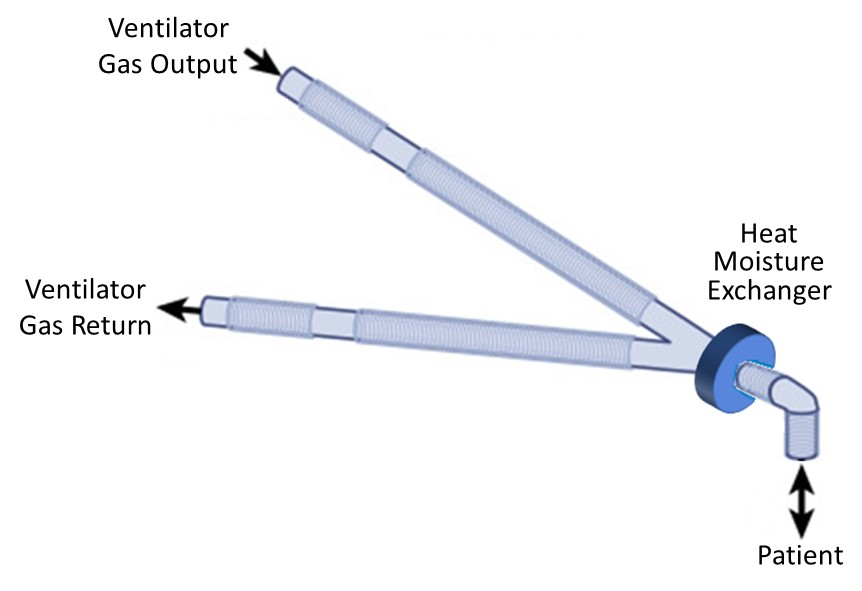 Ventilator
Gas Output
Heat
Moisture
Exchanger
Ventilator
Gas Return
Patient